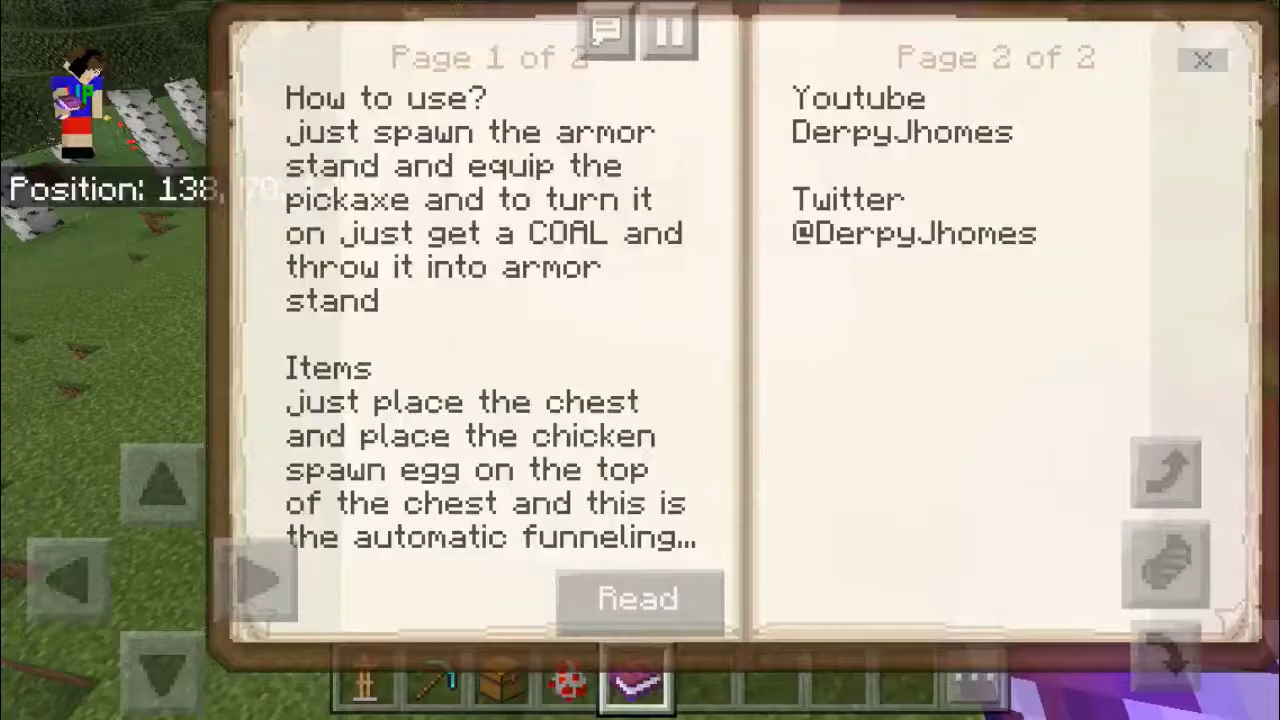 Page 1 of 2
How to use?
just spawn the armor
stand and equip the
pickaxe and to turn it
on just get a COAL and
throw it into armor
stand
Items
just place the chest
and place the chicken
spawn egg on the top
of the chest and this is
the automatic funneling...
Read
Page 2 of 2
Youtube
DerpyJhomes
Twitter
@DerpyJhomes
Position: 138, 70,